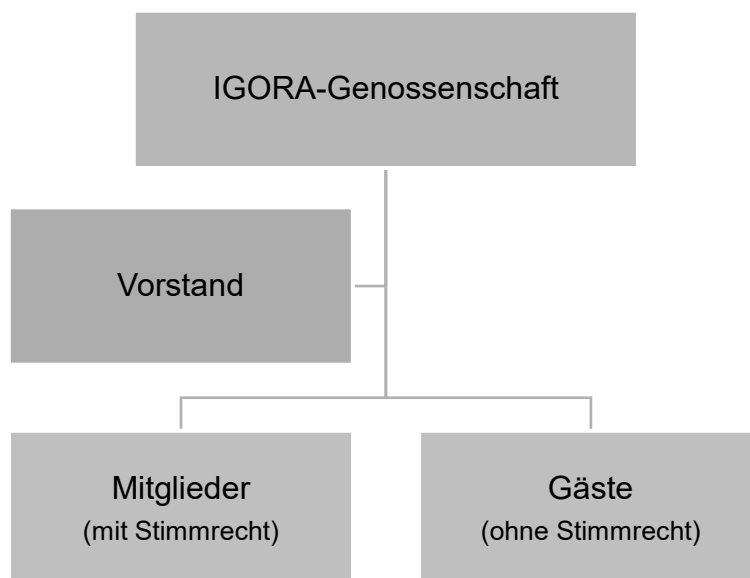 IGORA-Genossenschaft
Vorstand
Mitglieder
(mit Stimmrecht)
Gäste
(ohne Stimmrecht)